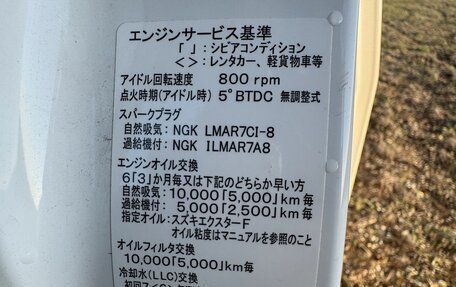 エンジンサービス基準
「 」:シビアコンディション
< >:レンタカー、軽貨物車等
アイドル回転速度 800 rpm
点火時期(アイドル時) 5°BTDC 無調整式
スパークプラグ
自然吸気:NGK LMAR7CI-8
過給機付:NGK ILMAR7A8
エンジンオイル交換
6「3」か月毎又は下記のどちらか早い方
自然吸気:10,000「5,000」km毎
過給機付: 5,000「2,500」km毎
指定オイル:スズキエクスターF
オイル粘度はマニュアルを参照のこと
オイルフィルタ交換
10,000「5,000」km毎
冷却水(LLC)交換